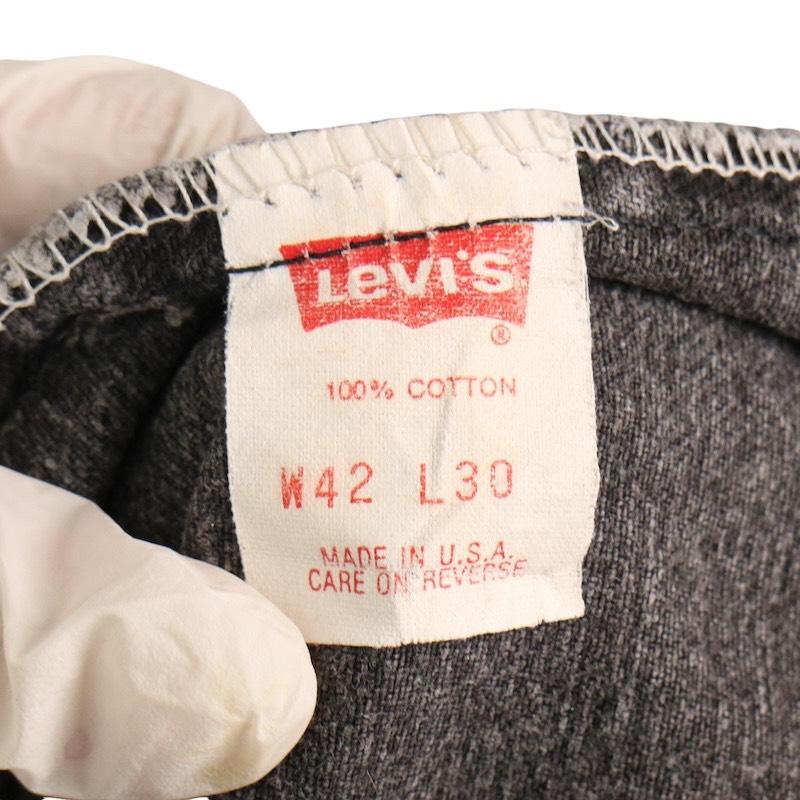 Levi's
®
100% COTTON
W42 L30
MADE IN U.S.A.
CARE ON REVERSE